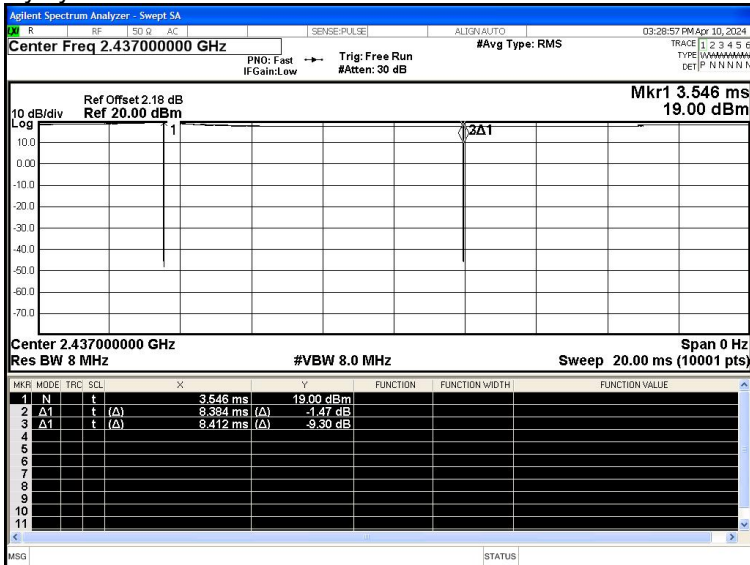 Agilent Spectrum Analyzer - Swept SA
R RF 50 Ω AC SENSE:PULSE ALIGNAUTO 03:28:57 PM Apr 10, 2024
Center Freq 2.437000000 GHz #Avg Type: RMS TRACE 1 2 3 4 5 6
PNO: Fast Trig: Free Run TYPE
IFGain:Low #Atten: 30 dB DET P N N N N
Mkr1 3.546 ms
Ref Offset 2.18 dB
10 dB/div Ref 20.00 dBm 19.00 dBm
Log
1 3Δ1
10.0
0.00
-10.0
-20.0
-30.0
-40.0
-50.0
-60.0
-70.0
Center 2.437000000 GHz Span 0 Hz
Res BW 8 MHz #VBW 8.0 MHz Sweep 20.00 ms (10001 pts)
MKR MODE TRC SCL X Y FUNCTION FUNCTION WIDTH FUNCTION VALUE
1 N t 3.546 ms 19.00 dBm
2 Δ1 t (Δ) 8.384 ms (Δ) -1.47 dB
3 Δ1 t (Δ) 8.412 ms (Δ) -9.30 dB
4
5
6
7
8
9
10
11
MSG STATUS